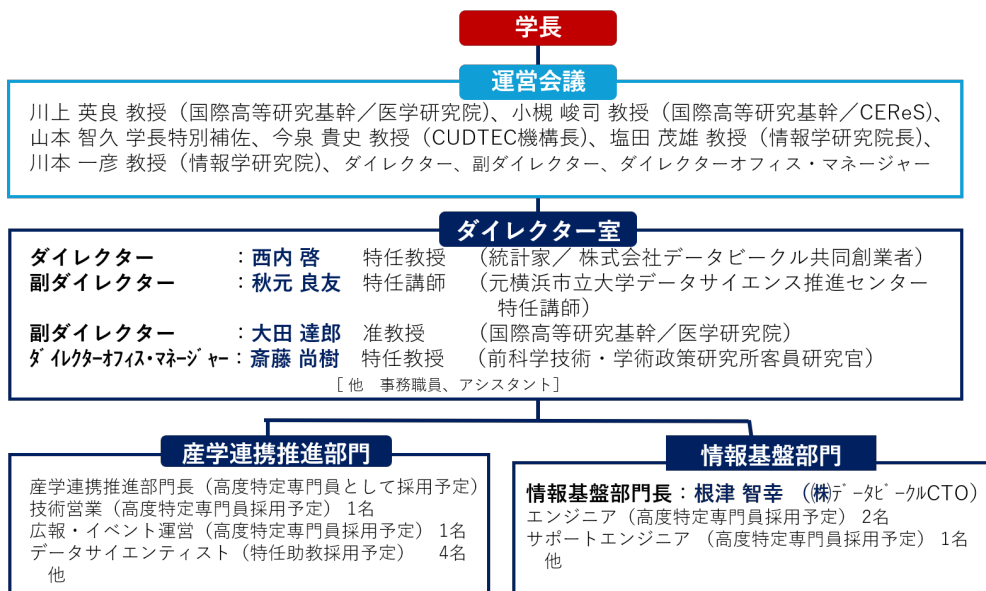 学長
運営会議
川上 英良 教授（国際高等研究基幹／医学研究院）、小槻 峻司 教授（国際高等研究基幹／CEReS）、
山本 智久 学長特別補佐、今泉 貴史 教授（CUDTEC機構長）、塩田 茂雄 教授（情報学研究院長）、
川本 一彦 教授（情報学研究院）、ダイレクター、副ダイレクター、ダイレクターオフィス・マネージャー
ダイレクター室
ダイレクター ：西内 啓 特任教授 （統計家／ 株式会社データビークル共同創業者）
副ダイレクター ：秋元 良友 特任講師 （元横浜市立大学データサイエンス推進センター
特任講師）
副ダイレクター ：大田 達郎 准教授 （国際高等研究基幹／医学研究院）
ﾀﾞｲﾚｸﾀｰｵﾌｨｽ・ﾏﾈｰｼﾞｬｰ：斎藤 尚樹 特任教授 （前科学技術・学術政策研究所客員研究官）
［ 他 事務職員、アシスタント］
産学連携推進部門
産学連携推進部門長（高度特定専門員として採用予定）
技術営業（高度特定専門員採用予定） 1名
広報・イベント運営（高度特定専門員採用予定） 1名
データサイエンティスト（特任助教採用予定） 4名
他
情報基盤部門
情報基盤部門長：根津 智幸 （㈱ﾃﾞｰﾀﾋﾞｰｸﾙCTO）
エンジニア（高度特定専門員採用予定） 2名
サポートエンジニア （高度特定専門員採用予定） 1名
他